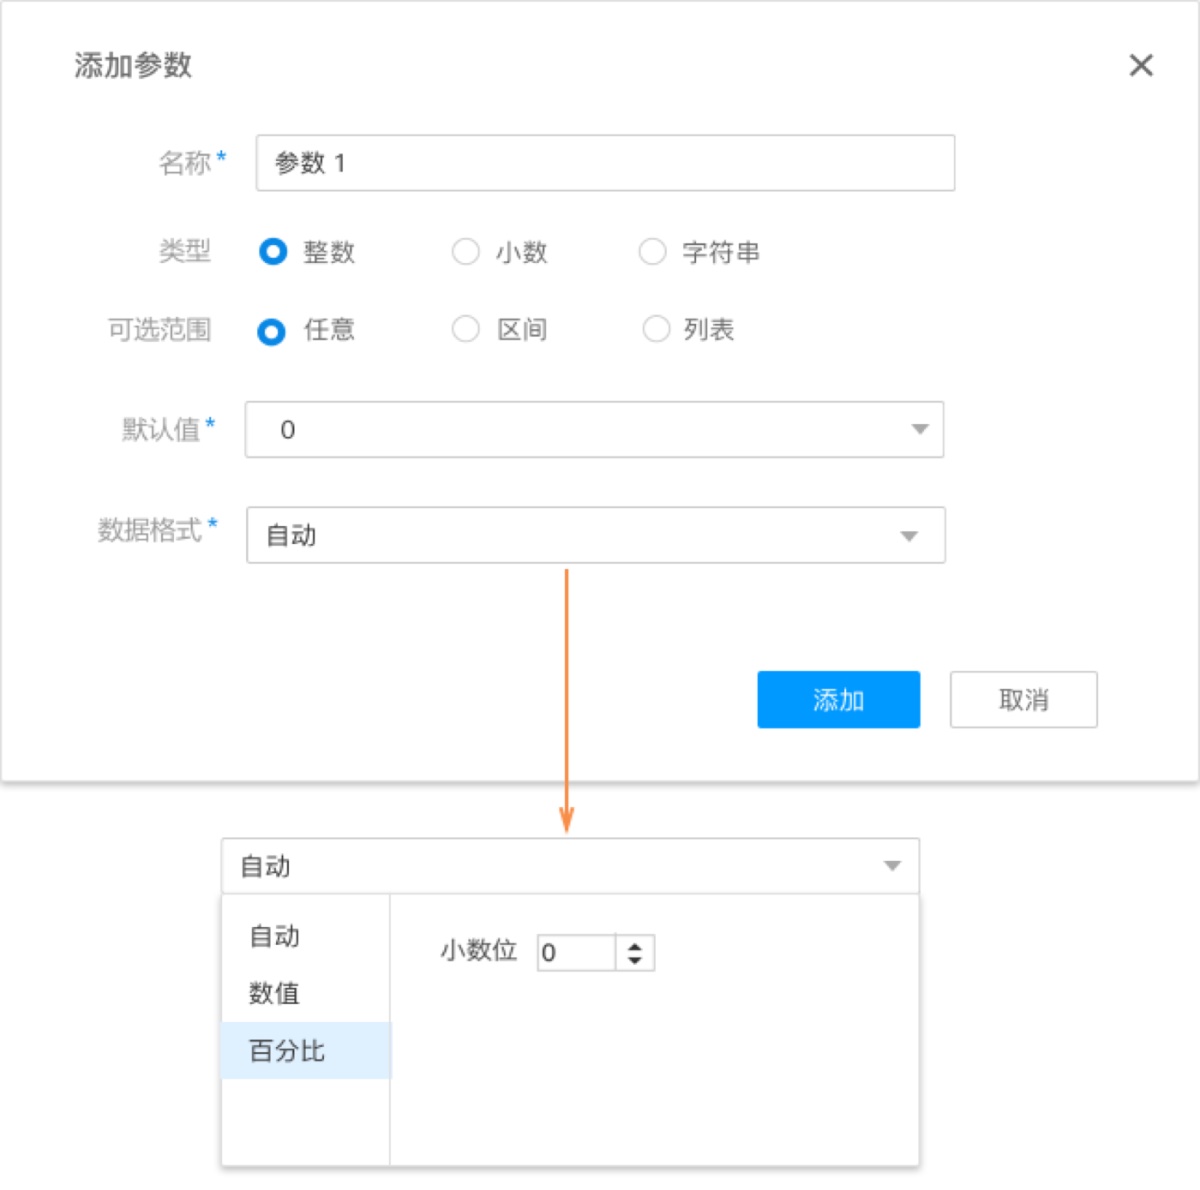 添加参数
名称* 参数 1
类型 整数 小数 字符串
可选范围 任意 区间 列表
默认值* 0
数据格式* 自动
添加 取消
自动
自动
小数位 0
数值
百分比